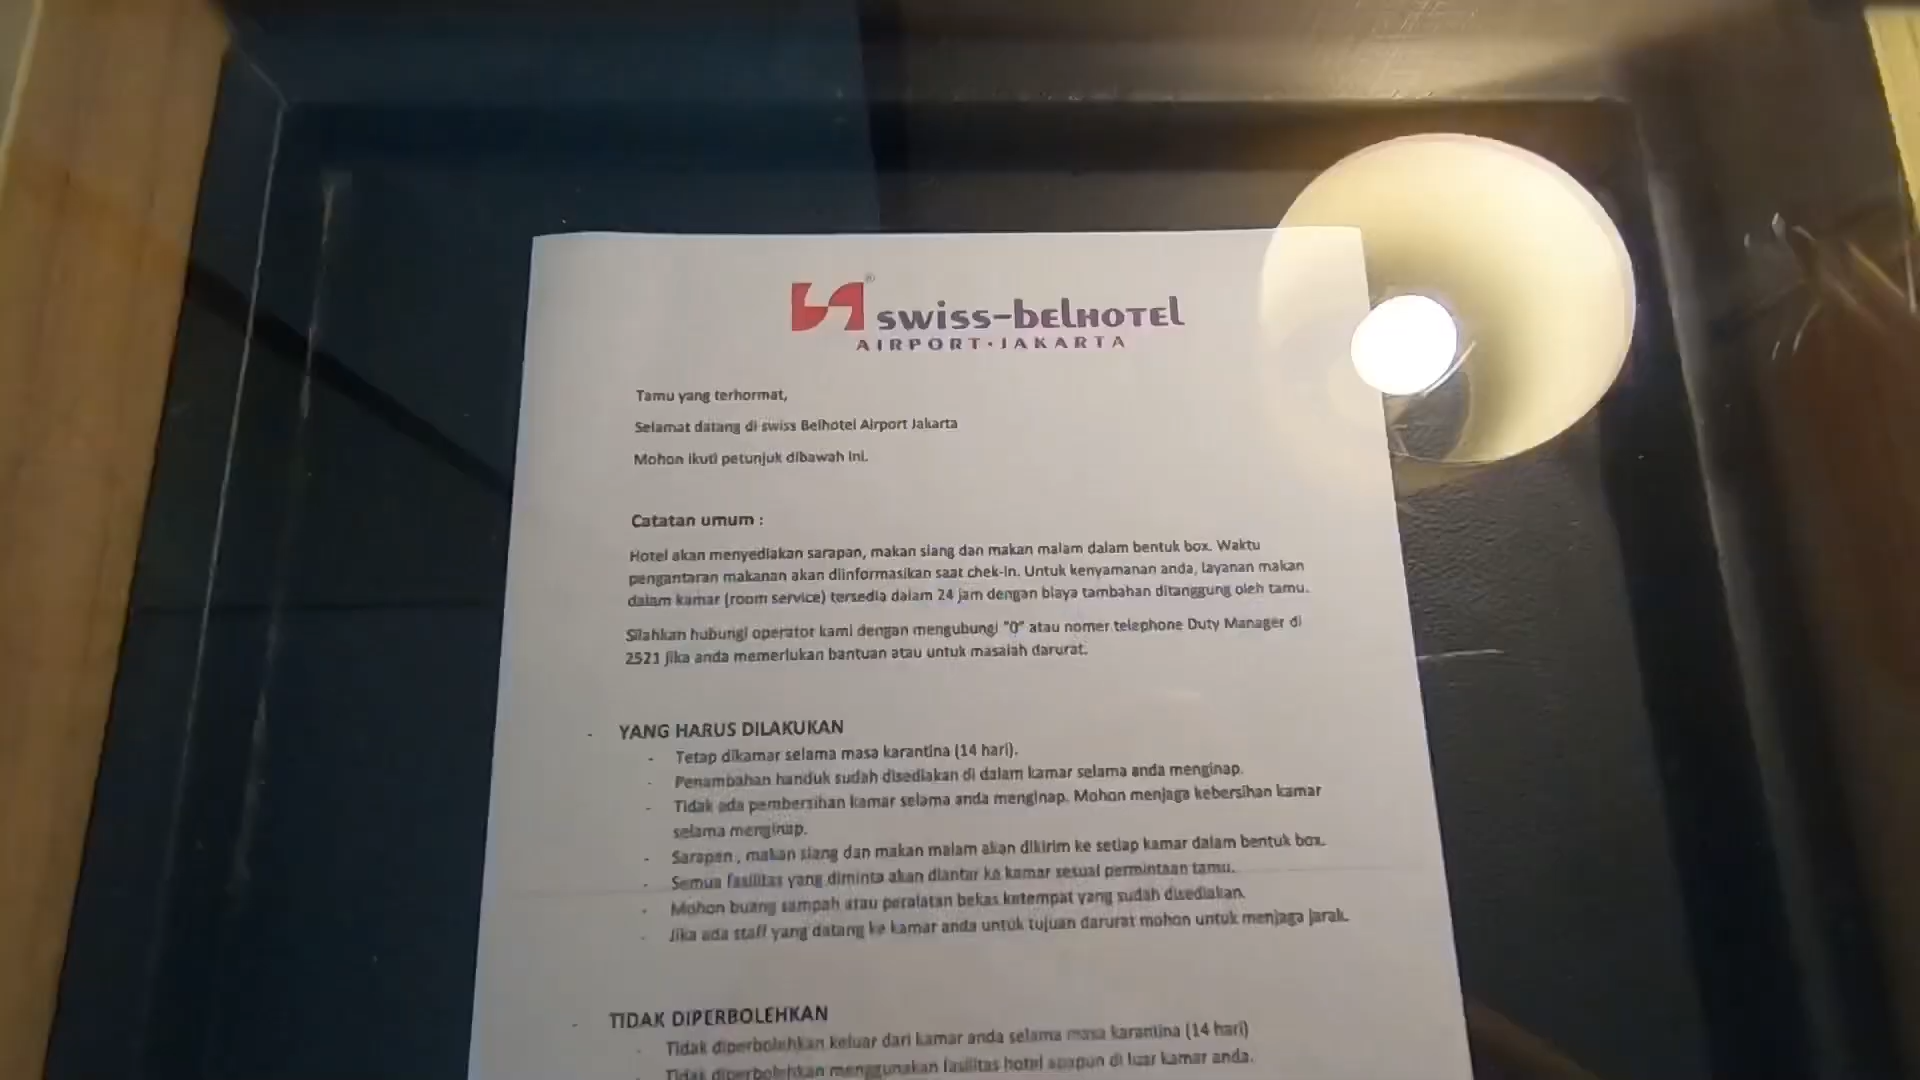 swiss-belHOTEL
AIRPORT·JAKARTA
Tamu yang terhormat,
Selamat datang di swiss Belhotel Airport Jakarta
Mohon ikuti petunjuk dibawah ini.
Catatan umum :
Hotel akan menyediakan sarapan, makan siang dan makan malam dalam bentuk box. Waktu
pengantaran makanan akan diinformasikan saat chek-in. Untuk kenyamanan anda, layanan makan
dalam kamar (room service) tersedia dalam 24 jam dengan biaya tambahan ditanggung oleh tamu.
Silahkan hubungi operator kami dengan mengubungi "0" atau nomer telephone Duty Manager di
2521 jika anda memerlukan bantuan atau untuk masalah darurat.
- YANG HARUS DILAKUKAN
- Tetap dikamar selama masa karantina (14 hari).
- Penambahan handuk sudah disediakan di dalam kamar selama anda menginap.
- Tidak ada pembersihan kamar selama anda menginap. Mohon menjaga kebersihan kamar
selama menginap.
- Sarapan , makan siang dan makan malam akan dikirim ke setiap kamar dalam bentuk box.
- Semua fasilitas yang diminta akan diantar ke kamar sesuai permintaan tamu.
- Mohon buang sampah atau peralatan bekas ketempat yang sudah disediakan.
- Jika ada staff yang datang ke kamar anda untuk tujuan darurat mohon untuk menjaga jarak.
- TIDAK DIPERBOLEHKAN
- Tidak diperbolehkan keluar dari kamar anda selama masa karantina (14 hari)
- Tidak diperbolehkan menggunakan fasilitas hotel apapun di luar kamar anda.